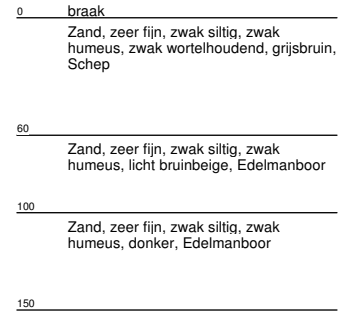 0 braak
Zand, zeer fijn, zwak siltig, zwak
humeus, zwak wortelhoudend, grijsbruin,
Schep
60
Zand, zeer fijn, zwak siltig, zwak
humeus, licht bruinbeige, Edelmanboor
100
Zand, zeer fijn, zwak siltig, zwak
humeus, donker, Edelmanboor
150